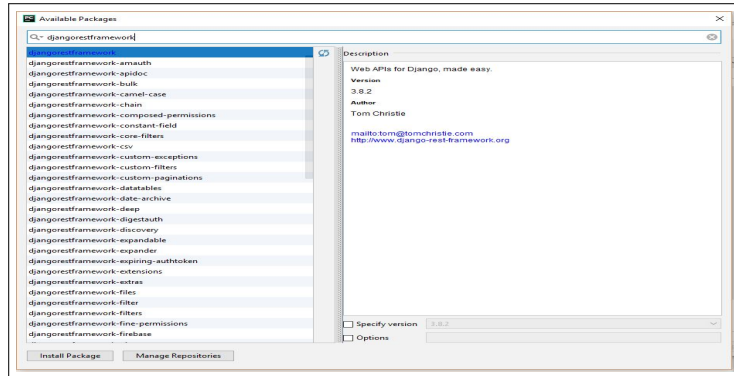 PC Available Packages
djangorestframework
djangorestframework
djangorestframework-amauth
djangorestframework-apidoc
djangorestframework-bulk
djangorestframework-camel-case
djangorestframework-chain
djangorestframework-composed-permissions
djangorestframework-constant-field
djangorestframework-core-filters
djangorestframework-csv
djangorestframework-custom-exceptions
djangorestframework-custom-filters
djangorestframework-custom-paginations
djangorestframework-datatables
djangorestframework-date-archive
djangorestframework-deep
djangorestframework-digestauth
djangorestframework-discovery
djangorestframework-expandable
djangorestframework-expander
djangorestframework-expiring-authtoken
djangorestframework-extensions
djangorestframework-extras
djangorestframework-files
djangorestframework-filter
djangorestframework-filters
djangorestframework-fine-permissions
djangorestframework-firebase
Description
Web APIs for Django, made easy.
Version
3.8.2
Author
Tom Christie
mailto:tom@tomchristie.com
http://www.django-rest-framework.org
Specify version 3.8.2
Options
Install Package Manage Repositories